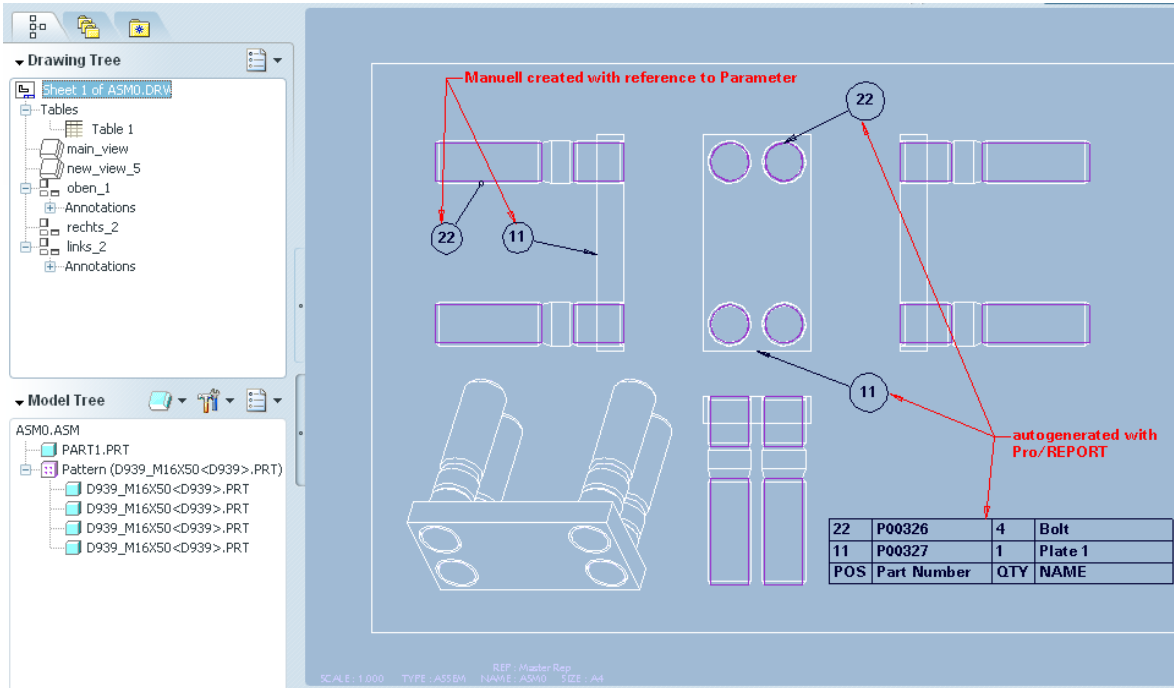 Drawing Tree
Sheet 1 of ASM0.DRW
Tables
Table 1
main_view
new_view_5
oben_1
Annotations
rechts_2
links_2
Annotations
Model Tree
ASM0.ASM
PART1.PRT
Pattern (D939_M16X50<D939>.PRT)
D939_M16X50<D939>.PRT
D939_M16X50<D939>.PRT
D939_M16X50<D939>.PRT
D939_M16X50<D939>.PRT
Manuell created with reference to Parameter
22
22
11
11
autogenerated with
Pro/REPORT
22 P00326 4 Bolt
11 P00327 1 Plate 1
POS Part Number QTY NAME
REP : Master Rep
SCALE : 1.000 TYPE : ASSEM NAME : ASM0 SIZE : A4